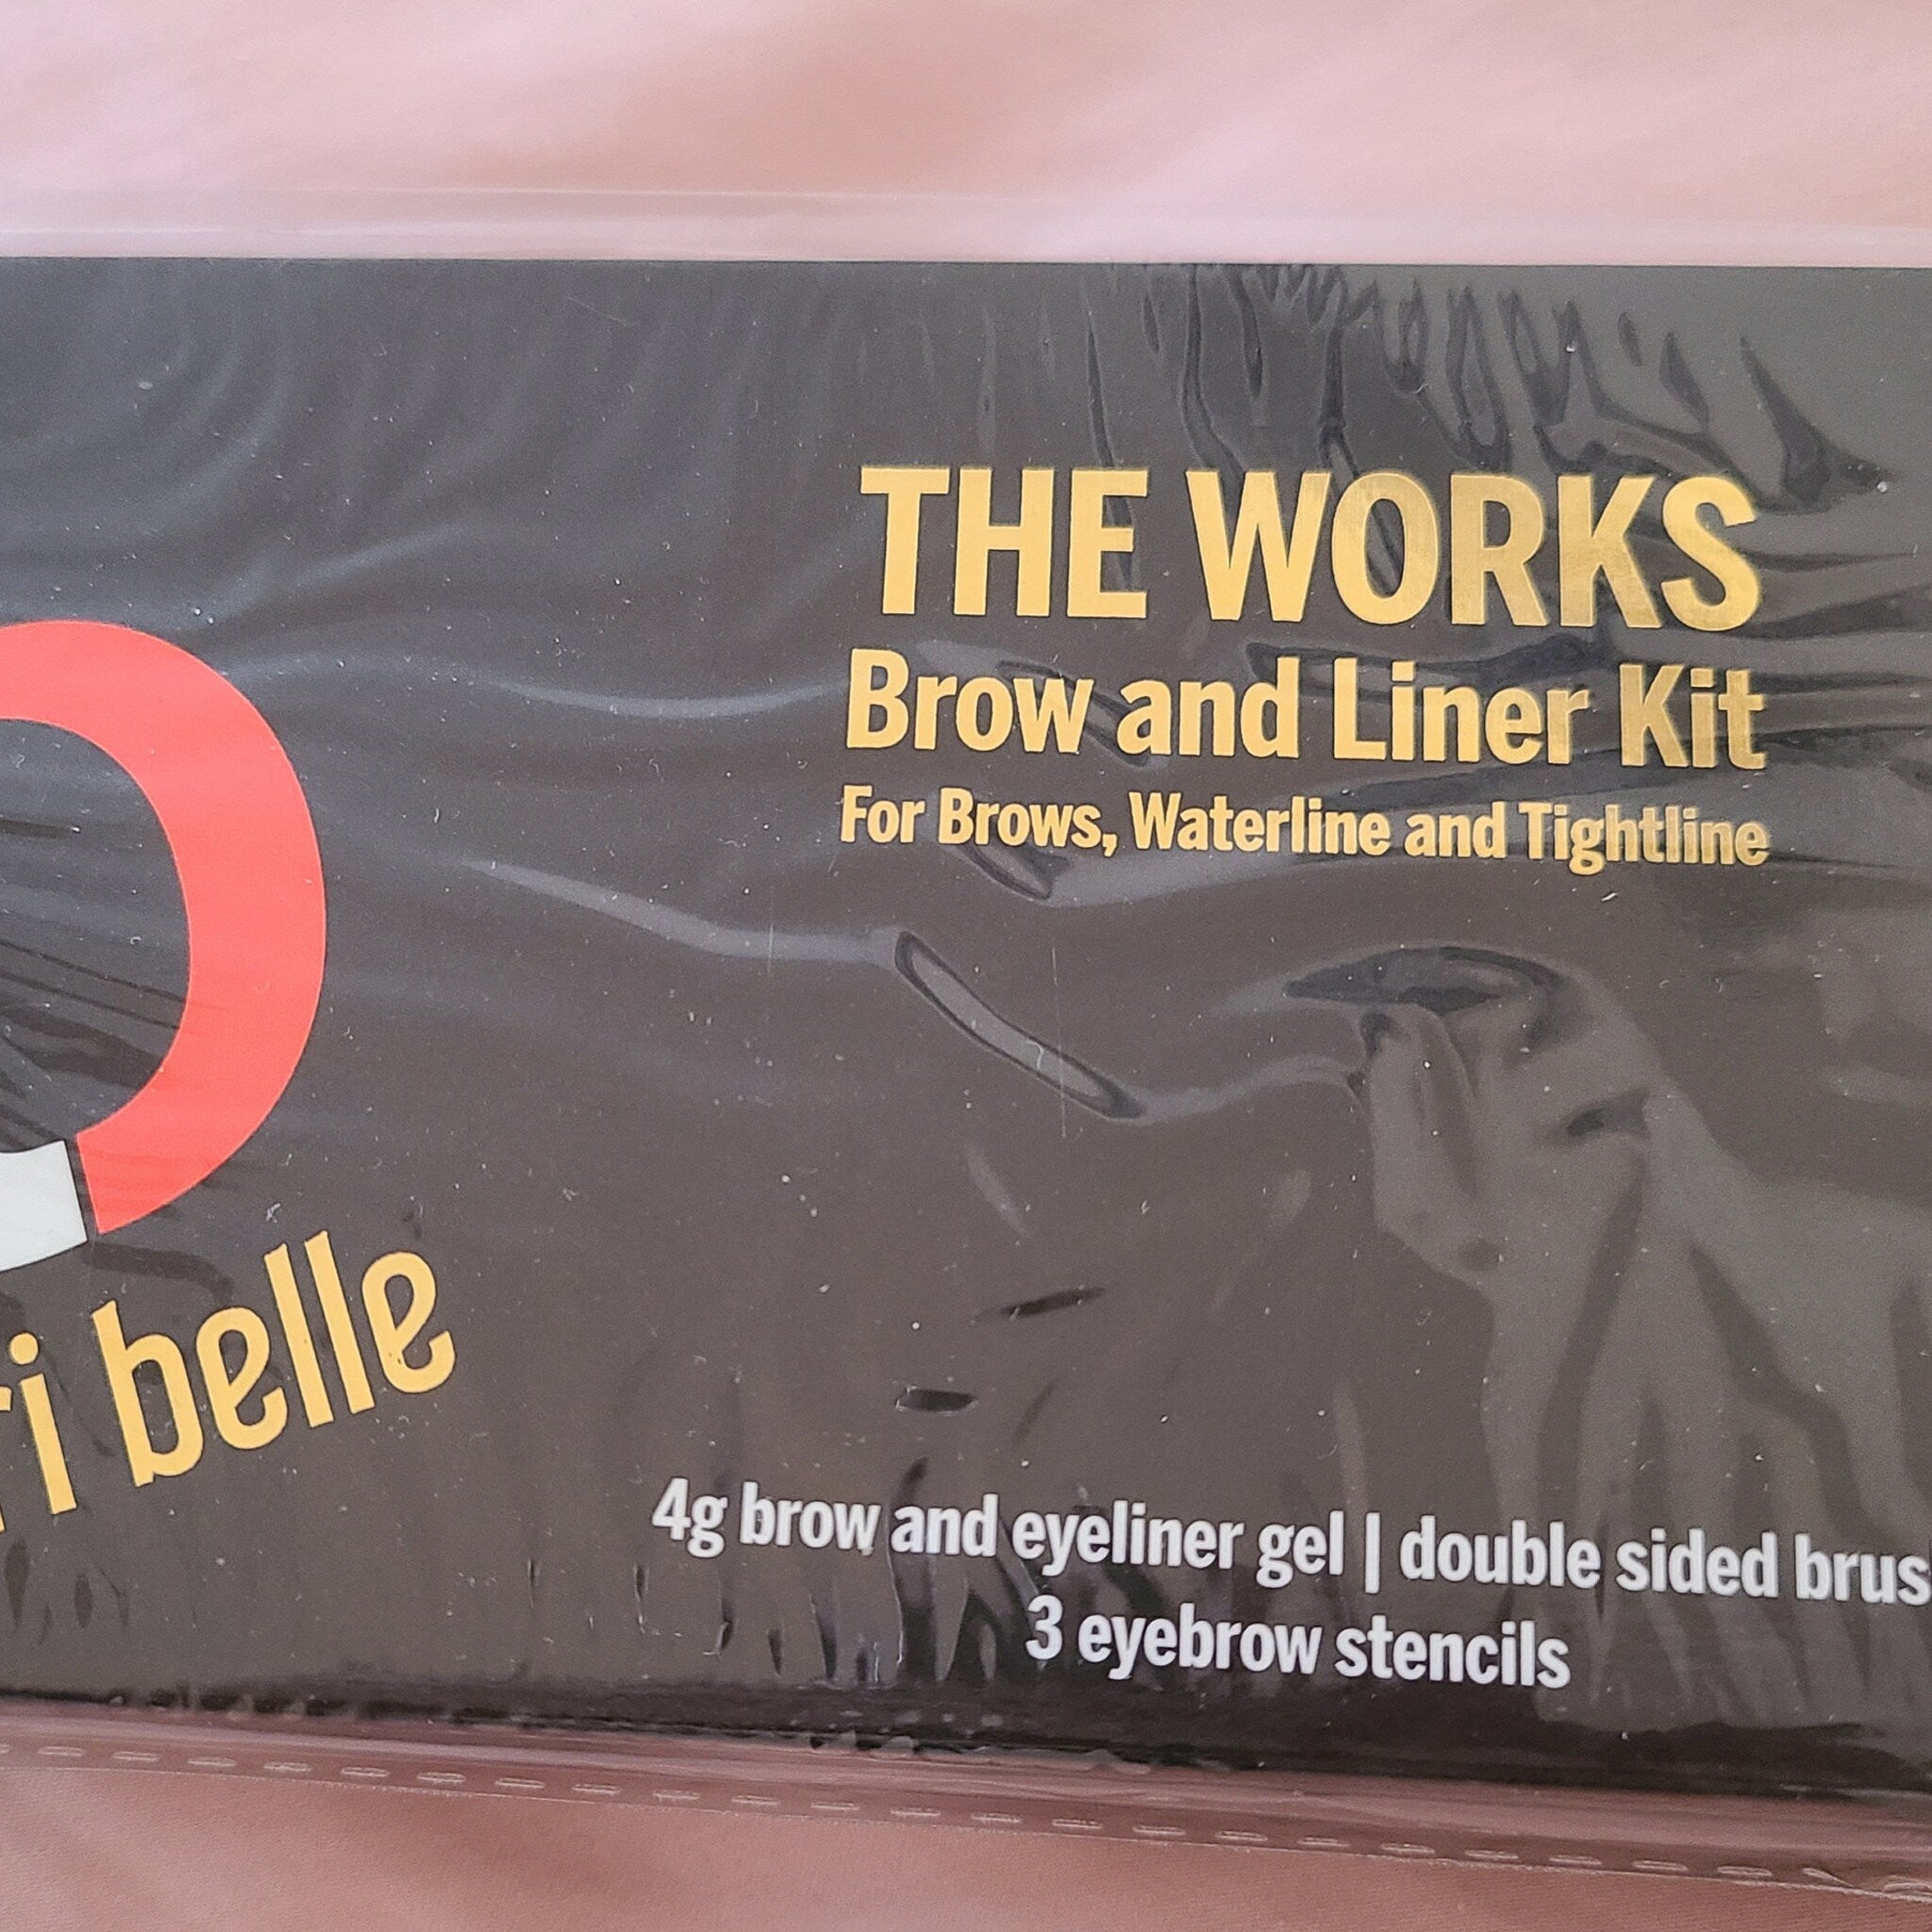 THE WORKS
Brow and Liner Kit
For Brows, Waterline and Tightline
ri belle
4g brow and eyeliner gel | double sided brus
3 eyebrow stencils